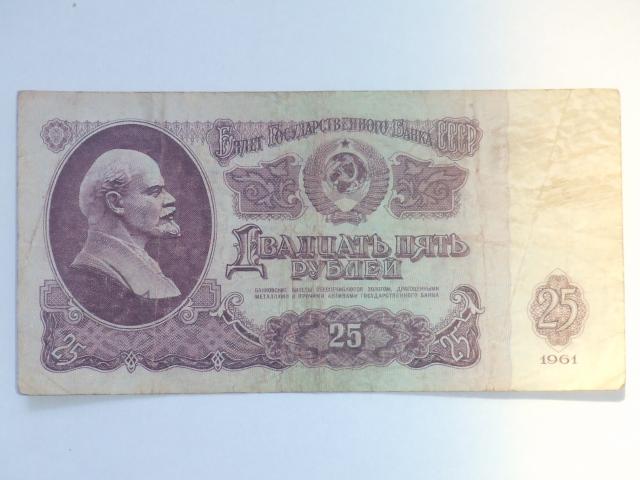 Билет Государственного Банка СССР
Двадцать пять
рублей
БАНКОВСКИЕ БИЛЕТЫ ОБЕСПЕЧИВАЮТСЯ ЗОЛОТОМ, ДРАГОЦЕННЫМИ
МЕТАЛЛАМИ И ПРОЧИМИ АКТИВАМИ ГОСУДАРСТВЕННОГО БАНКА
25
25
25
25
1961